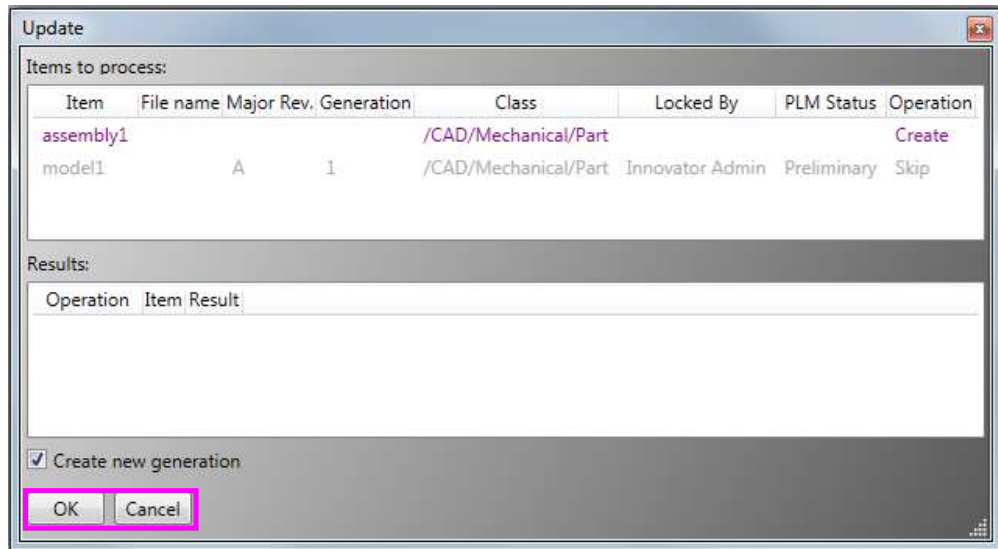 Update
Items to process:
Item File name Major Rev. Generation Class Locked By PLM Status Operation
assembly1 /CAD/Mechanical/Part Create
model1 A 1 /CAD/Mechanical/Part Innovator Admin Preliminary Skip
Results:
Operation Item Result
Create new generation
OK Cancel